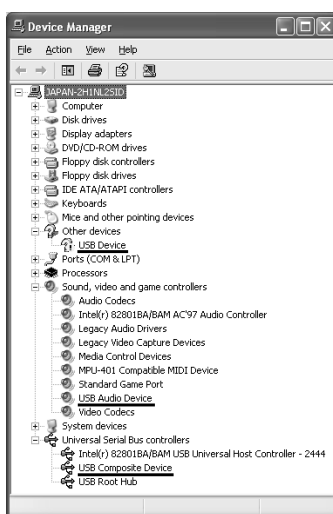 Device Manager
File Action View Help
JAPAN-2H1NL25ID
Computer
Disk drives
Display adapters
DVD/CD-ROM drives
Floppy disk controllers
Floppy disk drives
IDE ATA/ATAPI controllers
Keyboards
Mice and other pointing devices
Other devices
USB Device
Ports (COM & LPT)
Processors
Sound, video and game controllers
Audio Codecs
Intel(r) 82801BA/BAM AC'97 Audio Controller
Legacy Audio Drivers
Legacy Video Capture Devices
Media Control Devices
MPU-401 Compatible MIDI Device
Standard Game Port
USB Audio Device
Video Codecs
System devices
Universal Serial Bus controllers
Intel(r) 82801BA/BAM USB Universal Host Controller - 2444
USB Composite Device
USB Root Hub